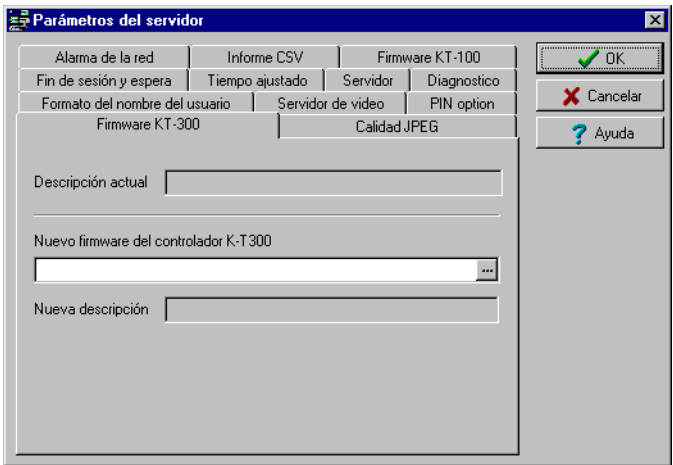 Parámetros del servidor
Alarma de la red Informe CSV Firmware KT-100
Fin de sesión y espera Tiempo ajustado Servidor Diagnostico
Formato del nombre del usuario Servidor de video PIN option
Firmware KT-300 Calidad JPEG
OK
Cancelar
Ayuda
Descripción actual
Nuevo firmware del controlador K-T300
...
Nueva descripción